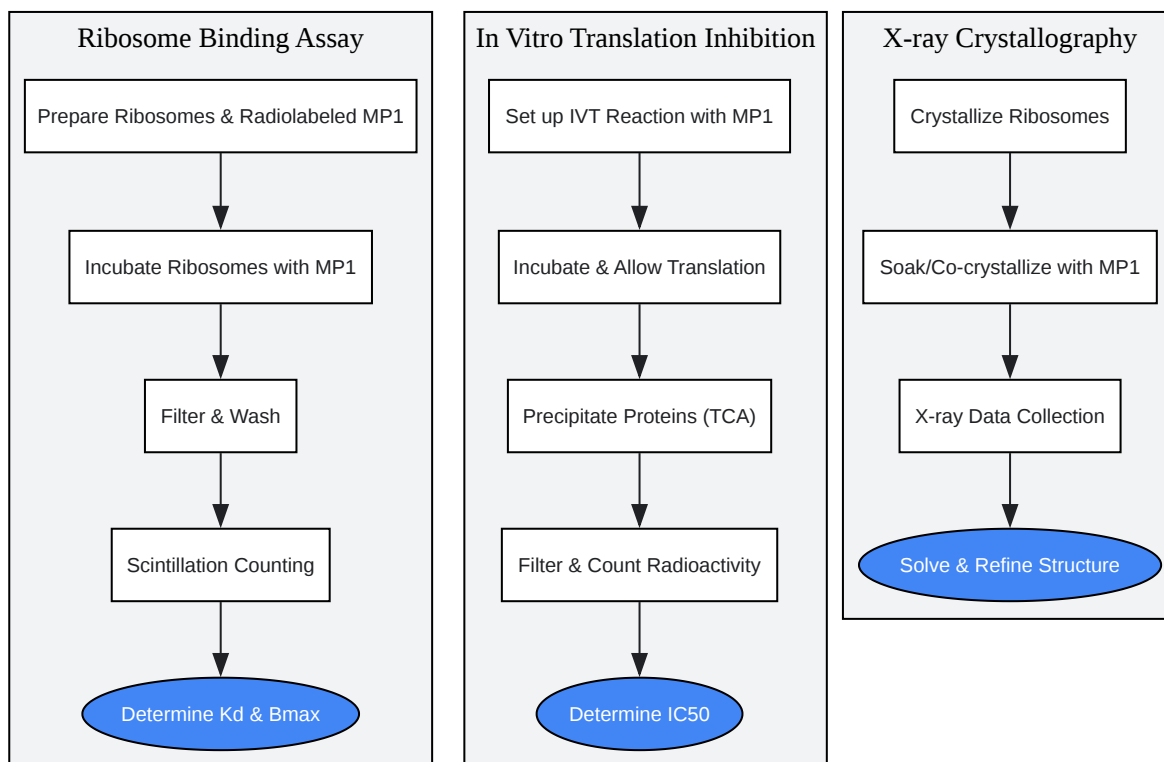 Ribosome Binding Assay
Prepare Ribosomes & Radiolabeled MP1
Incubate Ribosomes with MP1
Filter & Wash
Scintillation Counting
Determine Kd & Bmax
In Vitro Translation Inhibition
Set up IVT Reaction with MP1
Incubate & Allow Translation
Precipitate Proteins (TCA)
Filter & Count Radioactivity
Determine IC50
X-ray Crystallography
Crystallize Ribosomes
Soak/Co-crystallize with MP1
X-ray Data Collection
Solve & Refine Structure